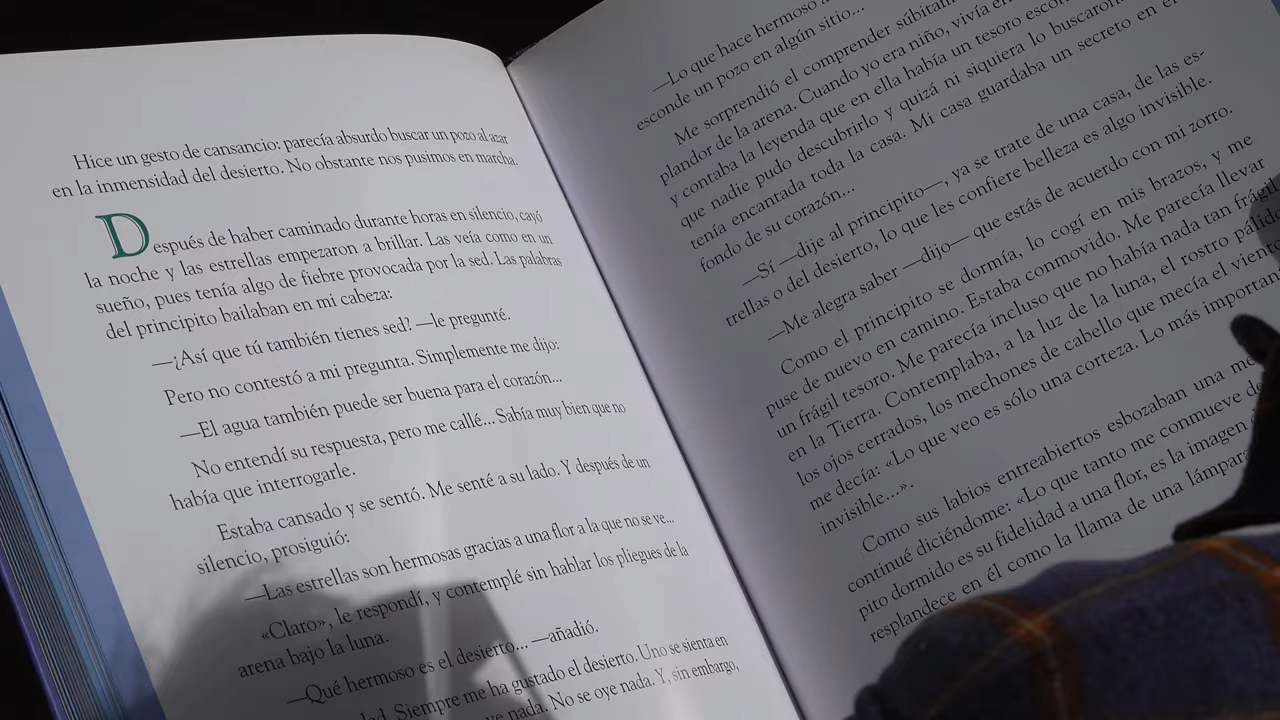 Hice un gesto de cansancio: parecía absurdo buscar un pozo al azar
en la inmensidad del desierto. No obstante nos pusimos en marcha.
Después de haber caminado durante horas en silencio, cayó
la noche y las estrellas empezaron a brillar. Las veía como en un
sueño, pues tenía algo de fiebre provocada por la sed. Las palabras
del principito bailaban en mi cabeza:
—¿Así que tú también tienes sed? —le pregunté.
Pero no contestó a mi pregunta. Simplemente me dijo:
—El agua también puede ser buena para el corazón...
No entendí su respuesta, pero me callé... Sabía muy bien que no
había que interrogarle.
Estaba cansado y se sentó. Me senté a su lado. Y después de un
silencio, prosiguió:
—Las estrellas son hermosas gracias a una flor a la que no se ve...
«Claro», le respondí, y contemplé sin hablar los pliegues de la
arena bajo la luna.
—Qué hermoso es el desierto... —añadió.
Siempre me ha gustado el desierto. Uno se sienta en
nada. No se oye nada. Y, sin embargo,
—Lo que hace hermoso
esconde un pozo en algún sitio...
Me sorprendió el comprender
plandor de la arena. Cuando yo era niño, vivía en
y contaba la leyenda que en ella había un tesoro
que nadie pudo descubrirlo y quizá ni siquiera lo buscaron
tenía encantada toda la casa. Mi casa guardaba un secreto en el
fondo de su corazón...
—Sí —dije al principito—, ya se trate de una casa, de las es-
trellas o del desierto, lo que les confiere belleza es algo invisible.
—Me alegra saber —dijo— que estás de acuerdo con mi zorro.
Como el principito se dormía, lo cogí en mis brazos, y me
puse de nuevo en camino. Estaba conmovido. Me parecía llevar
un frágil tesoro. Me parecía incluso que no había nada tan frágil
en la Tierra. Contemplaba, a la luz de la luna, el rostro pálido
los ojos cerrados, los mechones de cabello que mecía el viento
me decía: «Lo que veo es sólo una corteza. Lo más
invisible...».
Como sus labios entreabiertos esbozaban una
continué diciéndome: «Lo que tanto me conmueve
pito dormido es su fidelidad a una flor, es la imagen
resplandece en él como la llama de una lámpara